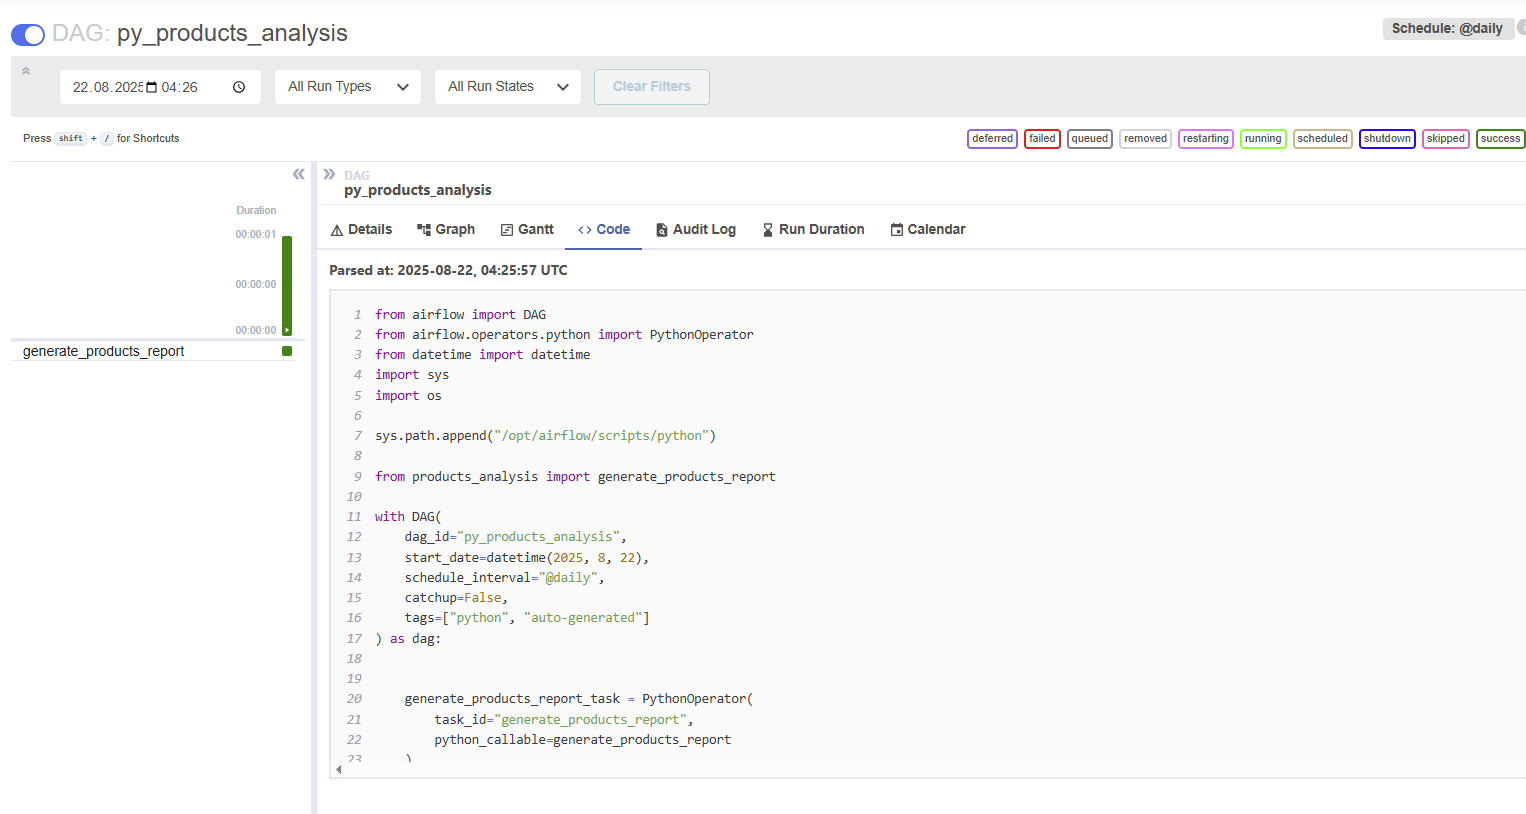 DAG: py_products_analysis
Schedule: @daily
22.08.2025 04:26
All Run Types
All Run States
Clear Filters
Press shift + / for Shortcuts
deferred failed queued removed restarting running scheduled shutdown skipped success
DAG
py_products_analysis
Duration
00:00:01
00:00:00
00:00:00
generate_products_report
Details Graph Gantt <> Code Audit Log Run Duration Calendar
Parsed at: 2025-08-22, 04:25:57 UTC
1 from airflow import DAG
2 from airflow.operators.python import PythonOperator
3 from datetime import datetime
4 import sys
5 import os
6
7 sys.path.append("/opt/airflow/scripts/python")
8
9 from products_analysis import generate_products_report
10
11 with DAG(
12     dag_id="py_products_analysis",
13     start_date=datetime(2025, 8, 22),
14     schedule_interval="@daily",
15     catchup=False,
16     tags=["python", "auto-generated"]
17 ) as dag:
18
19
20     generate_products_report_task = PythonOperator(
21         task_id="generate_products_report",
22         python_callable=generate_products_report
23     )